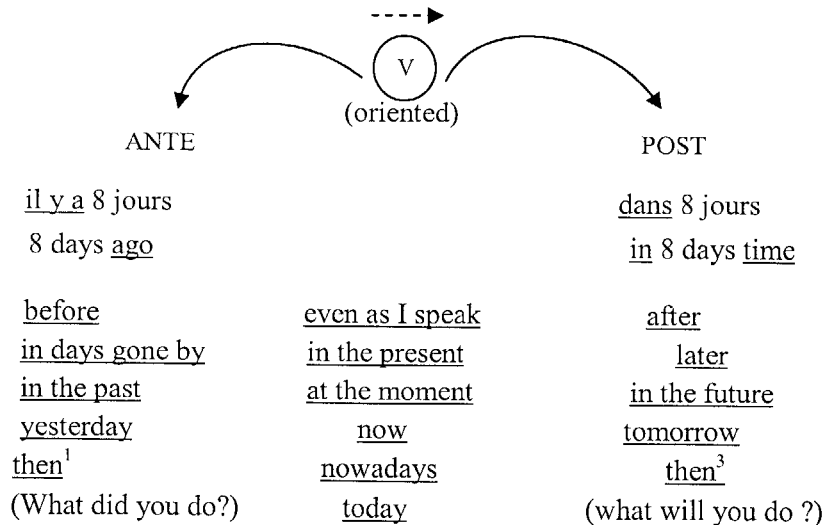 V
(oriented)
ANTE
POST
il y a 8 jours
dans 8 jours
8 days ago
in 8 days time
before
even as I speak
after
in days gone by
in the present
later
in the past
at the moment
in the future
yesterday
now
tomorrow
then¹
nowadays
then³
(What did you do?)
today
(what will you do ?)